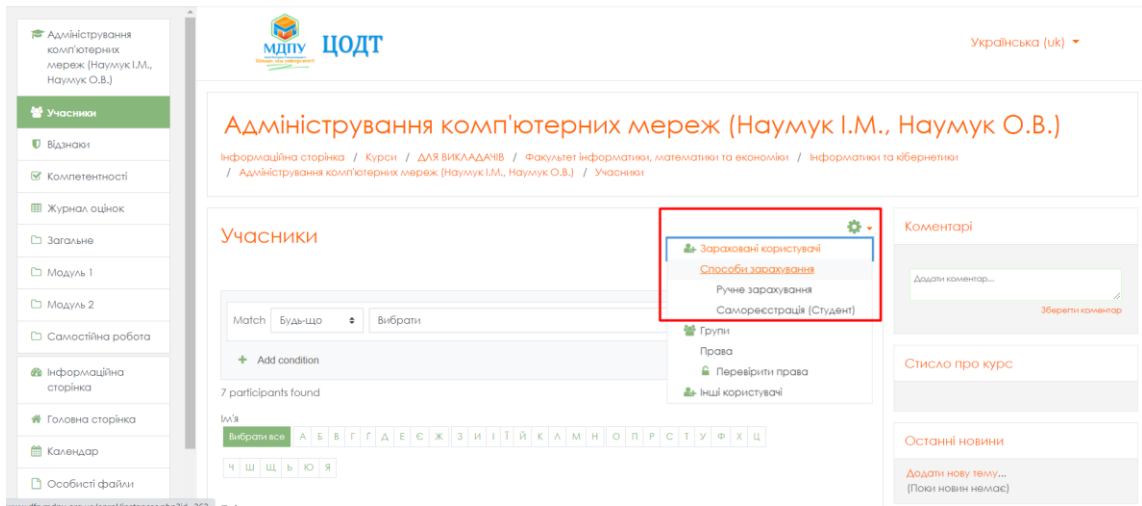 Адміністрування
комп'ютерних
мереж (Наумук І.М.,
Наумук О.В.)
Учасники
Відзнаки
Компетентності
Журнал оцінок
Загальне
Модуль 1
Модуль 2
Самостійна робота
Інформаційна
сторінка
Головна сторінка
Календар
Особисті файли
МДПУ
ЦОДТ
Українська (uk)
Адміністрування комп'ютерних мереж (Наумук І.М., Наумук О.В.)
Інформаційна сторінка / Курси / ДЛЯ ВИКЛАДАЧІВ / Факультет інформатики, математики та економіки / Інформатики та кібернетики
/ Адміністрування комп'ютерних мереж (Наумук І.М., Наумук О.В.) / Учасники
Учасники
Зараховані користувачі
Способи зарахування
Ручне зарахування
Самореєстрація (Студент)
Групи
Права
Перевірити права
Інші користувачі
Match Будь-що Вибрати
+ Add condition
7 participants found
Ім'я
Вибрати все А Б В Г Ґ Д Е Є Ж З И І Ї Й К Л М Н О П Р С Т У Ф Х Ц
Ч Ш Щ Ь Ю Я
Коментарі
Додати коментар...
Зберегти коментар
Стисло про курс
Останні новини
Додати нову тему...
(Поки новин немає)